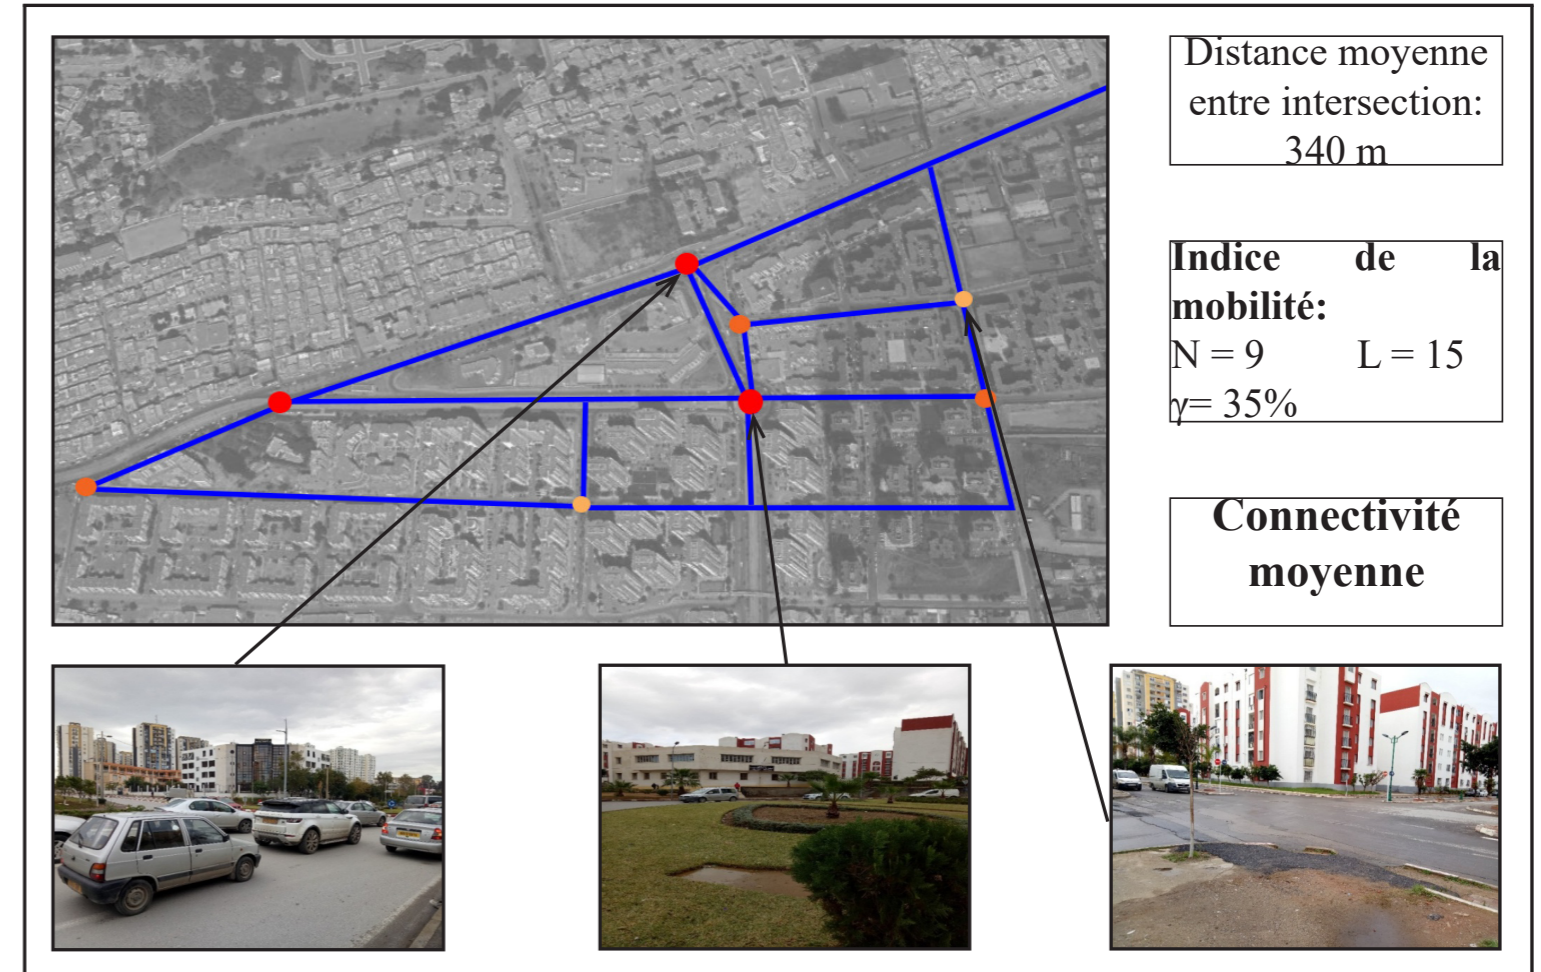 Distance moyenne
entre intersection:
340 m
Indice de la
mobilité:
N = 9 L = 15
γ= 35%
Connectivité
moyenne